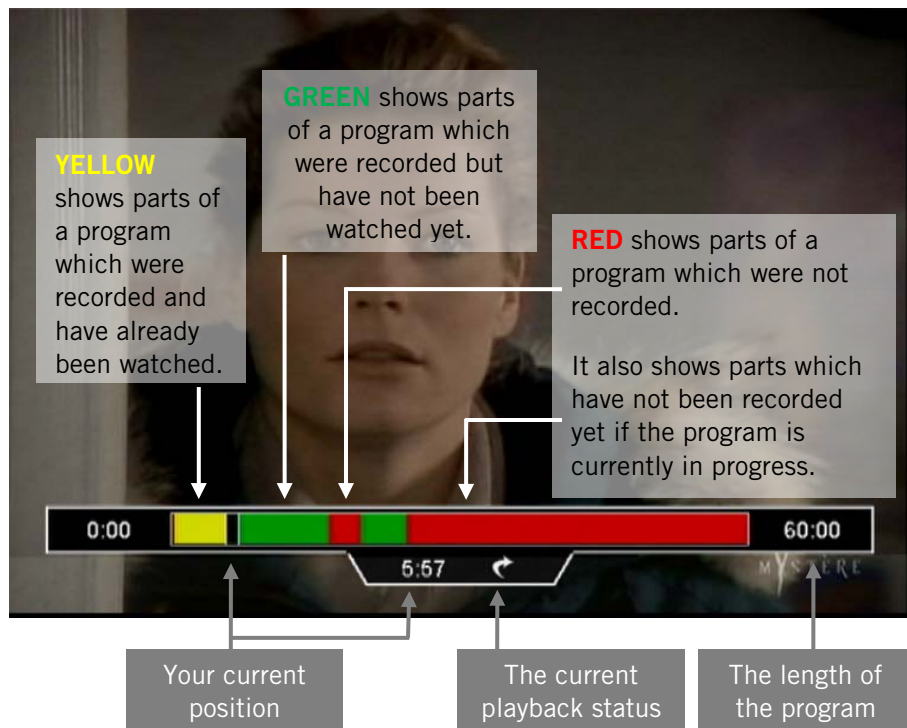 GREEN shows parts
of a program which
were recorded but
have not been
watched yet.
YELLOW
shows parts of
a program
which were
recorded and
have already
been watched.
RED shows parts of a
program which were not
recorded.
It also shows parts which
have not been recorded
yet if the program is
currently in progress.
0:00
60:00
5:57
MYSTÈRE
Your current
position
The current
playback status
The length of
the program